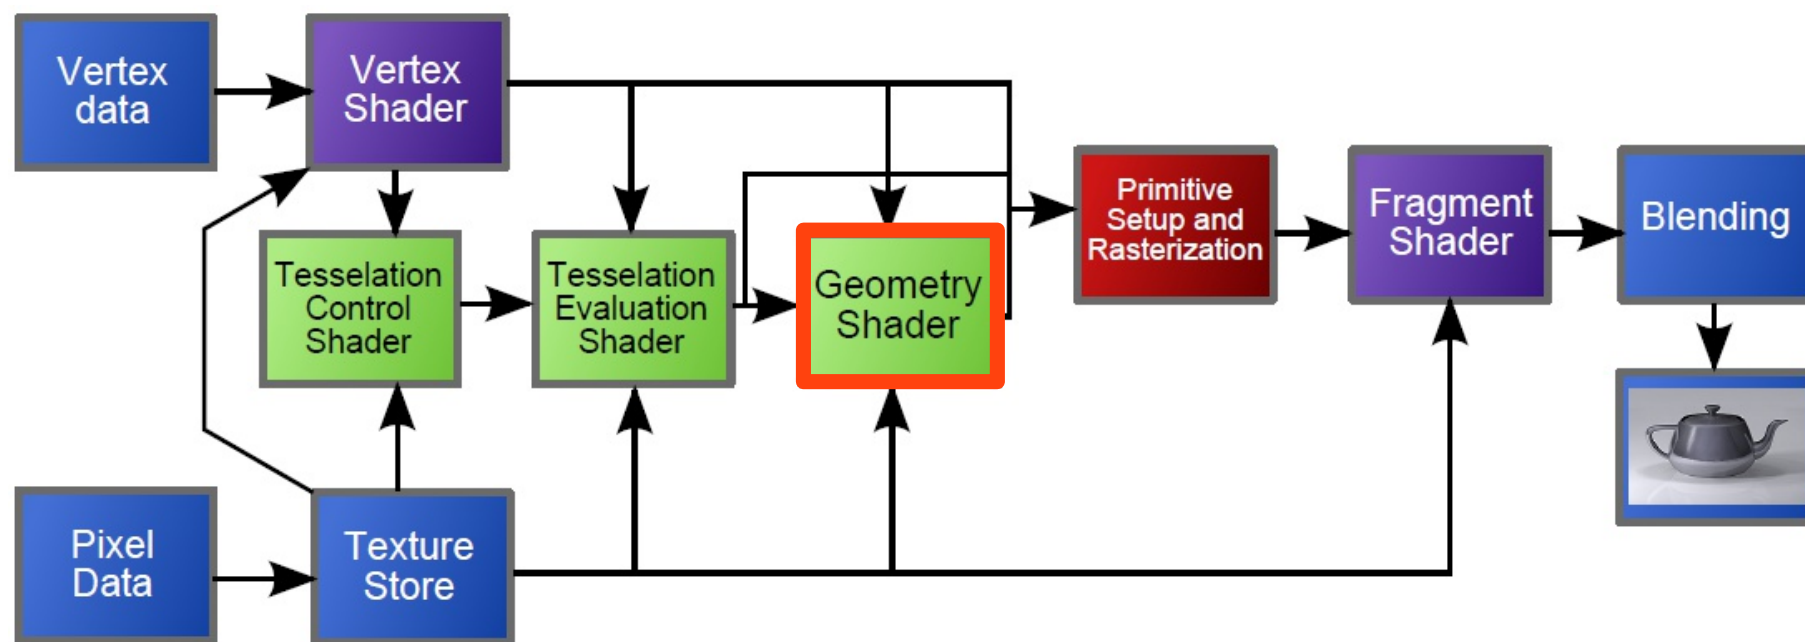 Vertex
data
Vertex
Shader
Tesselation
Control
Shader
Tesselation
Evaluation
Shader
Geometry
Shader
Primitive
Setup and
Rasterization
Fragment
Shader
Blending
Pixel
Data
Texture
Store